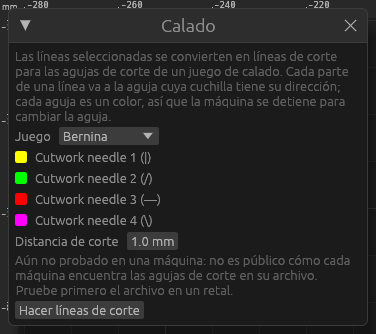 mm -280 -260 -240 -220
Calado
Las líneas seleccionadas se convierten en líneas de corte
para las agujas de corte de un juego de calado. Cada parte
de una línea va a la aguja cuya cuchilla tiene su dirección;
cada aguja es un color, así que la máquina se detiene para
cambiar la aguja.
Juego Bernina
Cutwork needle 1 (|)
Cutwork needle 2 (/)
Cutwork needle 3 (—)
Cutwork needle 4 (\)
Distancia de corte 1.0 mm
Aún no probado en una máquina: no es público cómo cada
máquina encuentra las agujas de corte en su archivo.
Pruebe primero el archivo en un retal.
Hacer líneas de corte